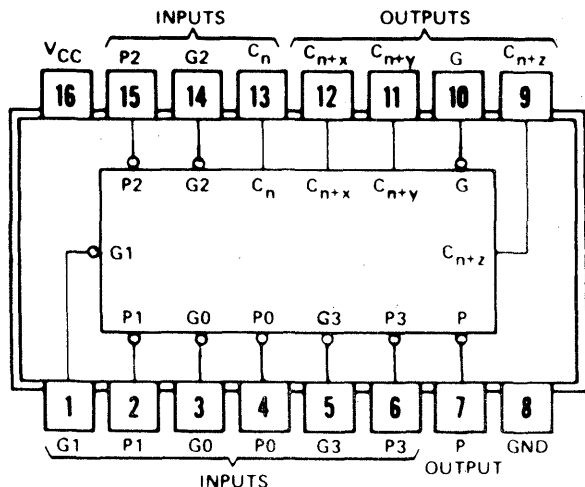 INPUTS OUTPUTS
VCC P2 G2 Cn Cn+x Cn+y G Cn+z
16 15 14 13 12 11 10 9
P2 G2 Cn Cn+x Cn+y G
G1 Cn+z
P1 G0 P0 G3 P3 P
1 2 3 4 5 6 7 8
G1 P1 G0 P0 G3 P3 P GND
INPUTS OUTPUT